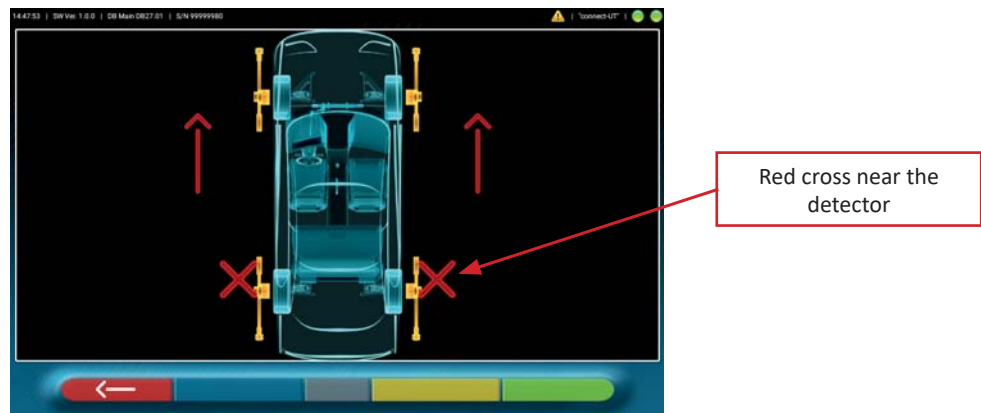 14:47:53 | SW Ver. 1.0.0 | DB Main DB27.01 | S/N 99999980 | "connect-UT" |
Red cross near the
detector